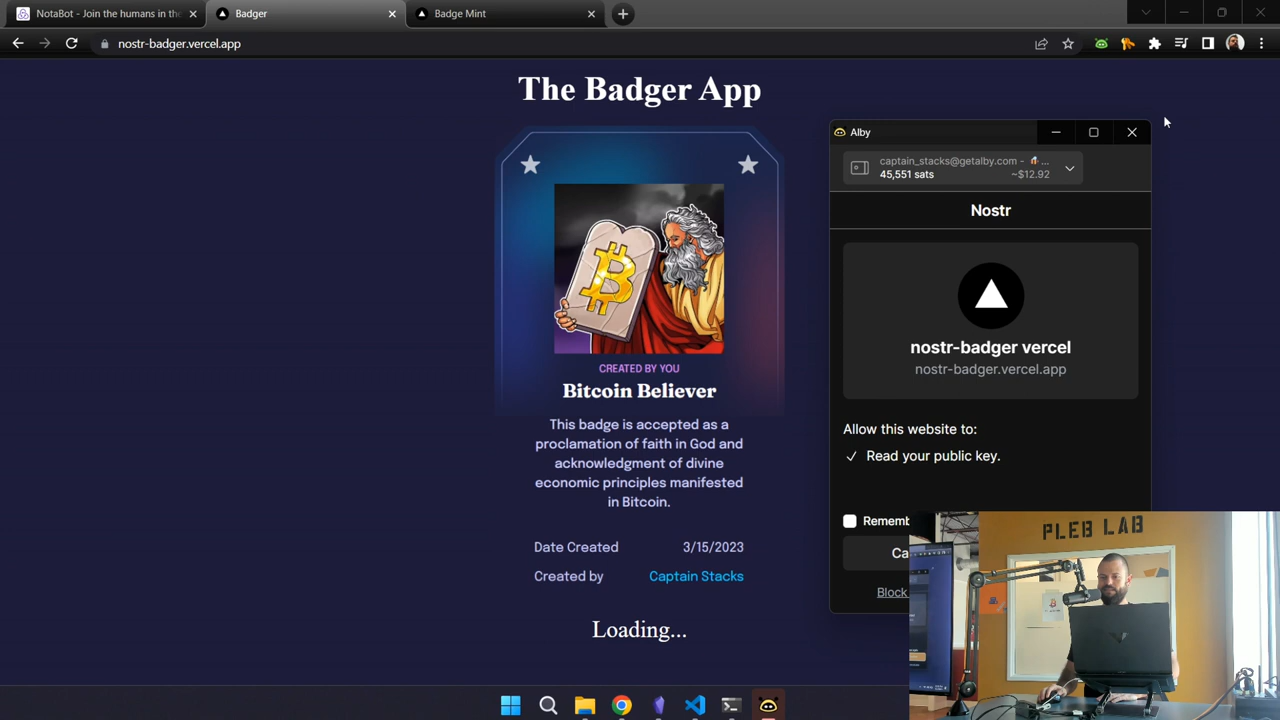 NotaBot - Join the humans in the
Badger
Badge Mint
nostr-badger.vercel.app
The Badger App
CREATED BY YOU
Bitcoin Believer
This badge is accepted as a
proclamation of faith in God and
acknowledgment of divine
economic principles manifested
in Bitcoin.
Date Created 3/15/2023
Created by Captain Stacks
Loading...
Alby
captain_stacks@getalby.com - ...
45,551 sats ~$12.92
Nostr
nostr-badger vercel
nostr-badger.vercel.app
Allow this website to:
Read your public key.
Rememb
Ca
Block
PLEB LAB